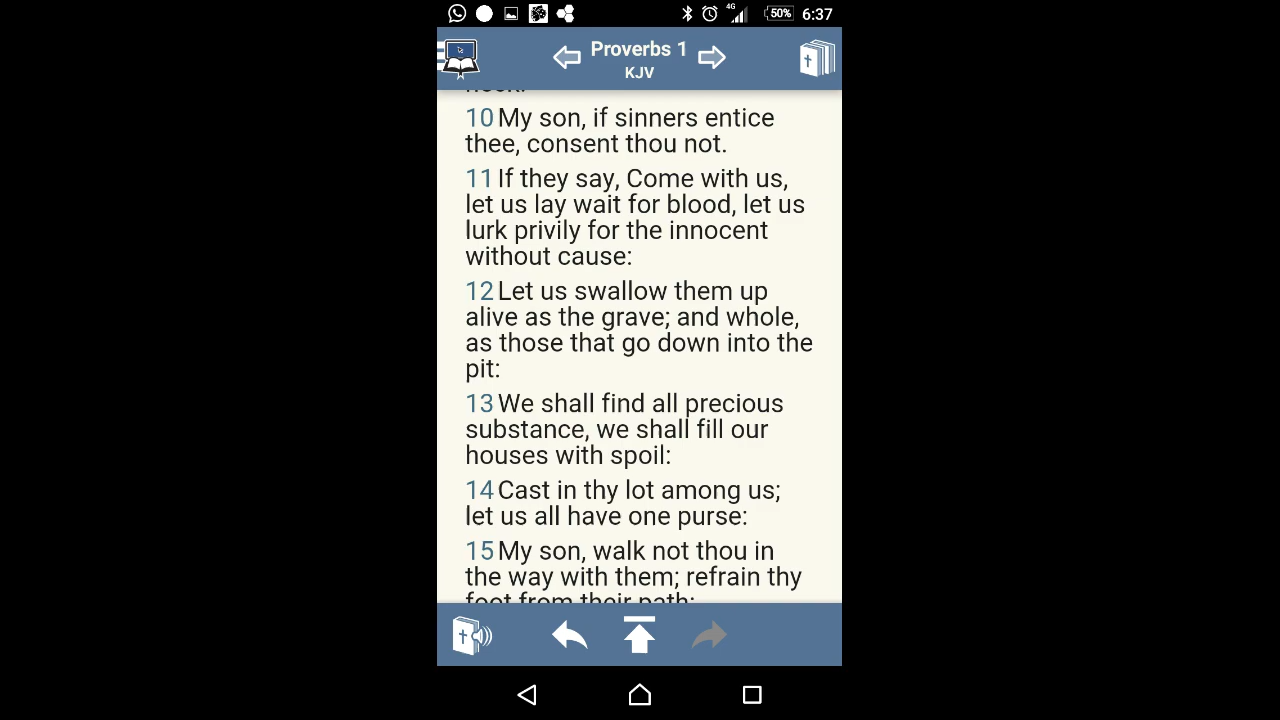 4G
50%
6:37
Proverbs 1
KJV
10 My son, if sinners entice
thee, consent thou not.
11 If they say, Come with us,
let us lay wait for blood, let us
lurk privily for the innocent
without cause:
12 Let us swallow them up
alive as the grave; and whole,
as those that go down into the
pit:
13 We shall find all precious
substance, we shall fill our
houses with spoil:
14 Cast in thy lot among us;
let us all have one purse:
15 My son, walk not thou in
the way with them; refrain thy
foot from their path: